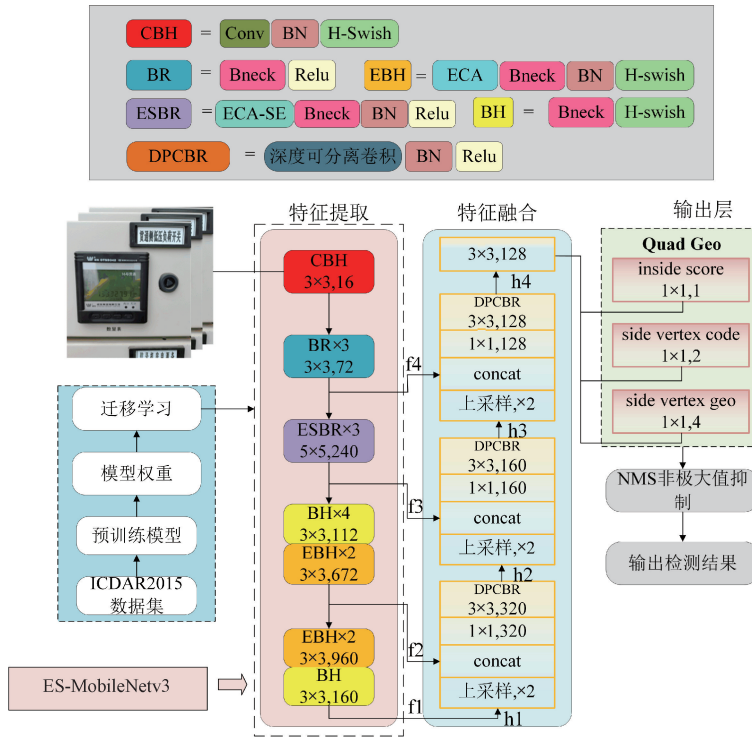 CBH = Conv BN H-Swish
BR = Bneck Relu EBH = ECA Bneck BN H-swish
ESBR = ECA-SE Bneck BN Relu BH = Bneck H-swish
DPCBR = 深度可分离卷积 BN Relu
特征提取
特征融合
输出层
CBH
3×3,16
BR×3
3×3,72
ESBR×3
5×5,240
BH×4
3×3,112
EBH×2
3×3,672
EBH×2
3×3,960
BH
3×3,160
迁移学习
模型权重
预训练模型
ICDAR2015
数据集
ES-MobileNetv3
f4
f3
f2
f1
3×3,128
h4
DPCBR
3×3,128
1×1,128
concat
上采样,×2
h3
DPCBR
3×3,160
1×1,160
concat
上采样,×2
h2
DPCBR
3×3,320
1×1,320
concat
上采样,×2
h1
Quad Geo
inside score
1×1,1
side vertex code
1×1,2
side vertex geo
1×1,4
NMS非极大值抑
制
输出检测结果